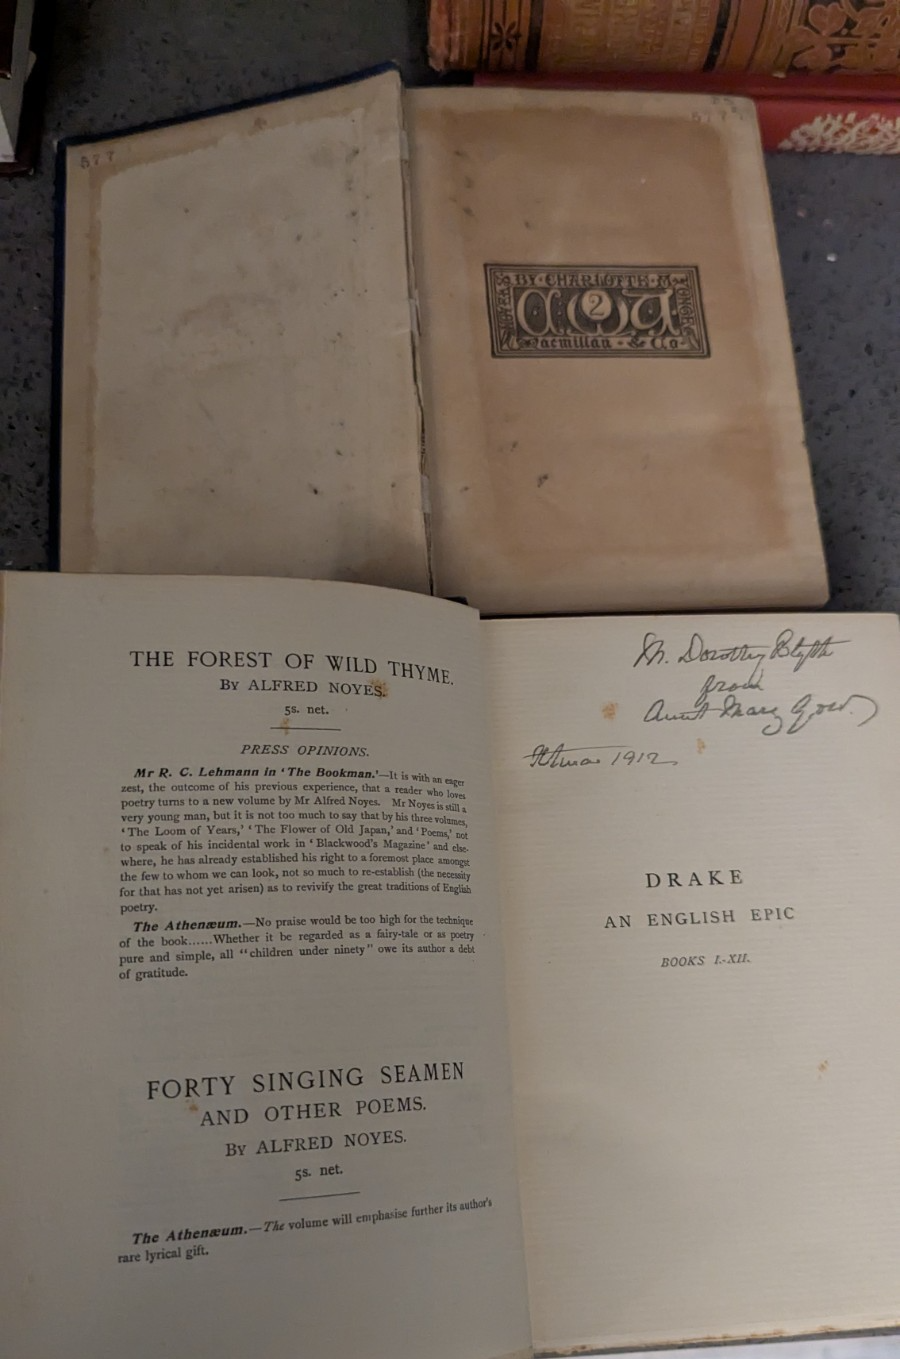 577
577
BY · CHARLOTTE · M
YONGE
2
Macmillan · & Co ·
THE FOREST OF WILD THYME.
By ALFRED NOYES.
5s. net.
PRESS OPINIONS.
Mr R. C. Lehmann in ‘The Bookman.’—It is with an eager
zest, the outcome of his previous experience, that a reader who loves
poetry turns to a new volume by Mr Alfred Noyes. Mr Noyes is still a
very young man, but it is not too much to say that by his three volumes,
‘The Loom of Years,’ ‘The Flower of Old Japan,’ and ‘Poems,’ not
to speak of his incidental work in ‘Blackwood's Magazine’ and else-
where, he has already established his right to a foremost place amongst
the few to whom we can look, not so much to re-establish (the necessity
for that has not yet arisen) as to revivify the great traditions of English
poetry.
The Athenæum.—No praise would be too high for the technique
of the book......Whether it be regarded as a fairy-tale or as poetry
pure and simple, all “children under ninety” owe its author a debt
of gratitude.
FORTY SINGING SEAMEN
AND OTHER POEMS.
By ALFRED NOYES.
5s. net.
The Athenæum.—The volume will emphasise further its author's
rare lyrical gift.
M. Dorothy Blyth
from
Aunt Mary Gow.
1912
DRAKE
AN ENGLISH EPIC
BOOKS I.-XII.